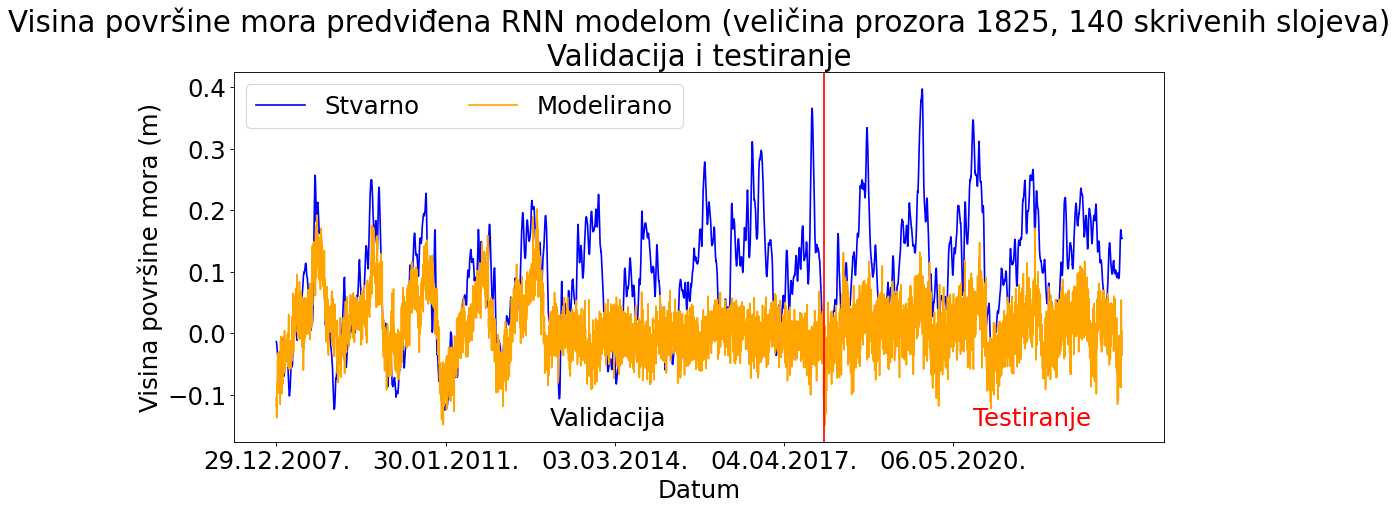 Visina površine mora predviđena RNN modelom (veličina prozora 1825, 140 skrivenih slojeva)
Validacija i testiranje
Stvarno
Modelirano
Visina površine mora (m)
0.4
0.3
0.2
0.1
0.0
−0.1
Validacija
Testiranje
29.12.2007.
30.01.2011.
03.03.2014.
04.04.2017.
06.05.2020.
Datum